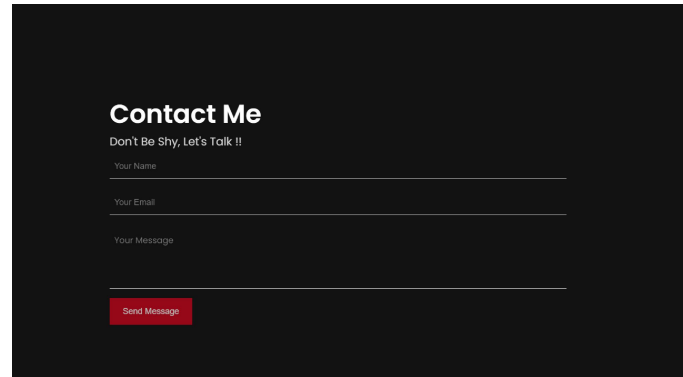 Contact Me
Don't Be Shy, Let's Talk !!
Your Name
Your Email
Your Message
Send Message